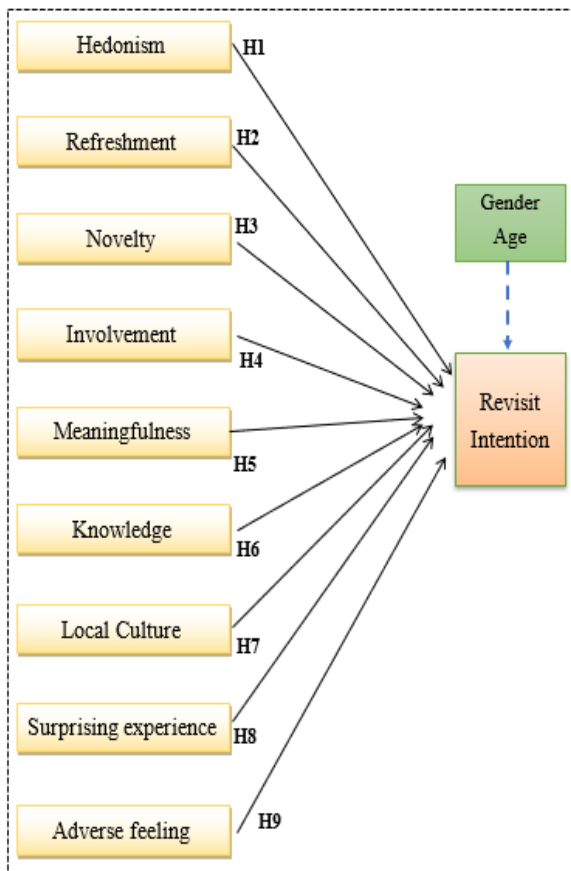 Hedonism
H1
Refreshment
H2
Novelty
H3
Gender
Age
Involvement
H4
Meaningfulness
H5
Revisit
Intention
Knowledge
H6
Local Culture
H7
Surprising experience
H8
Adverse feeling
H9